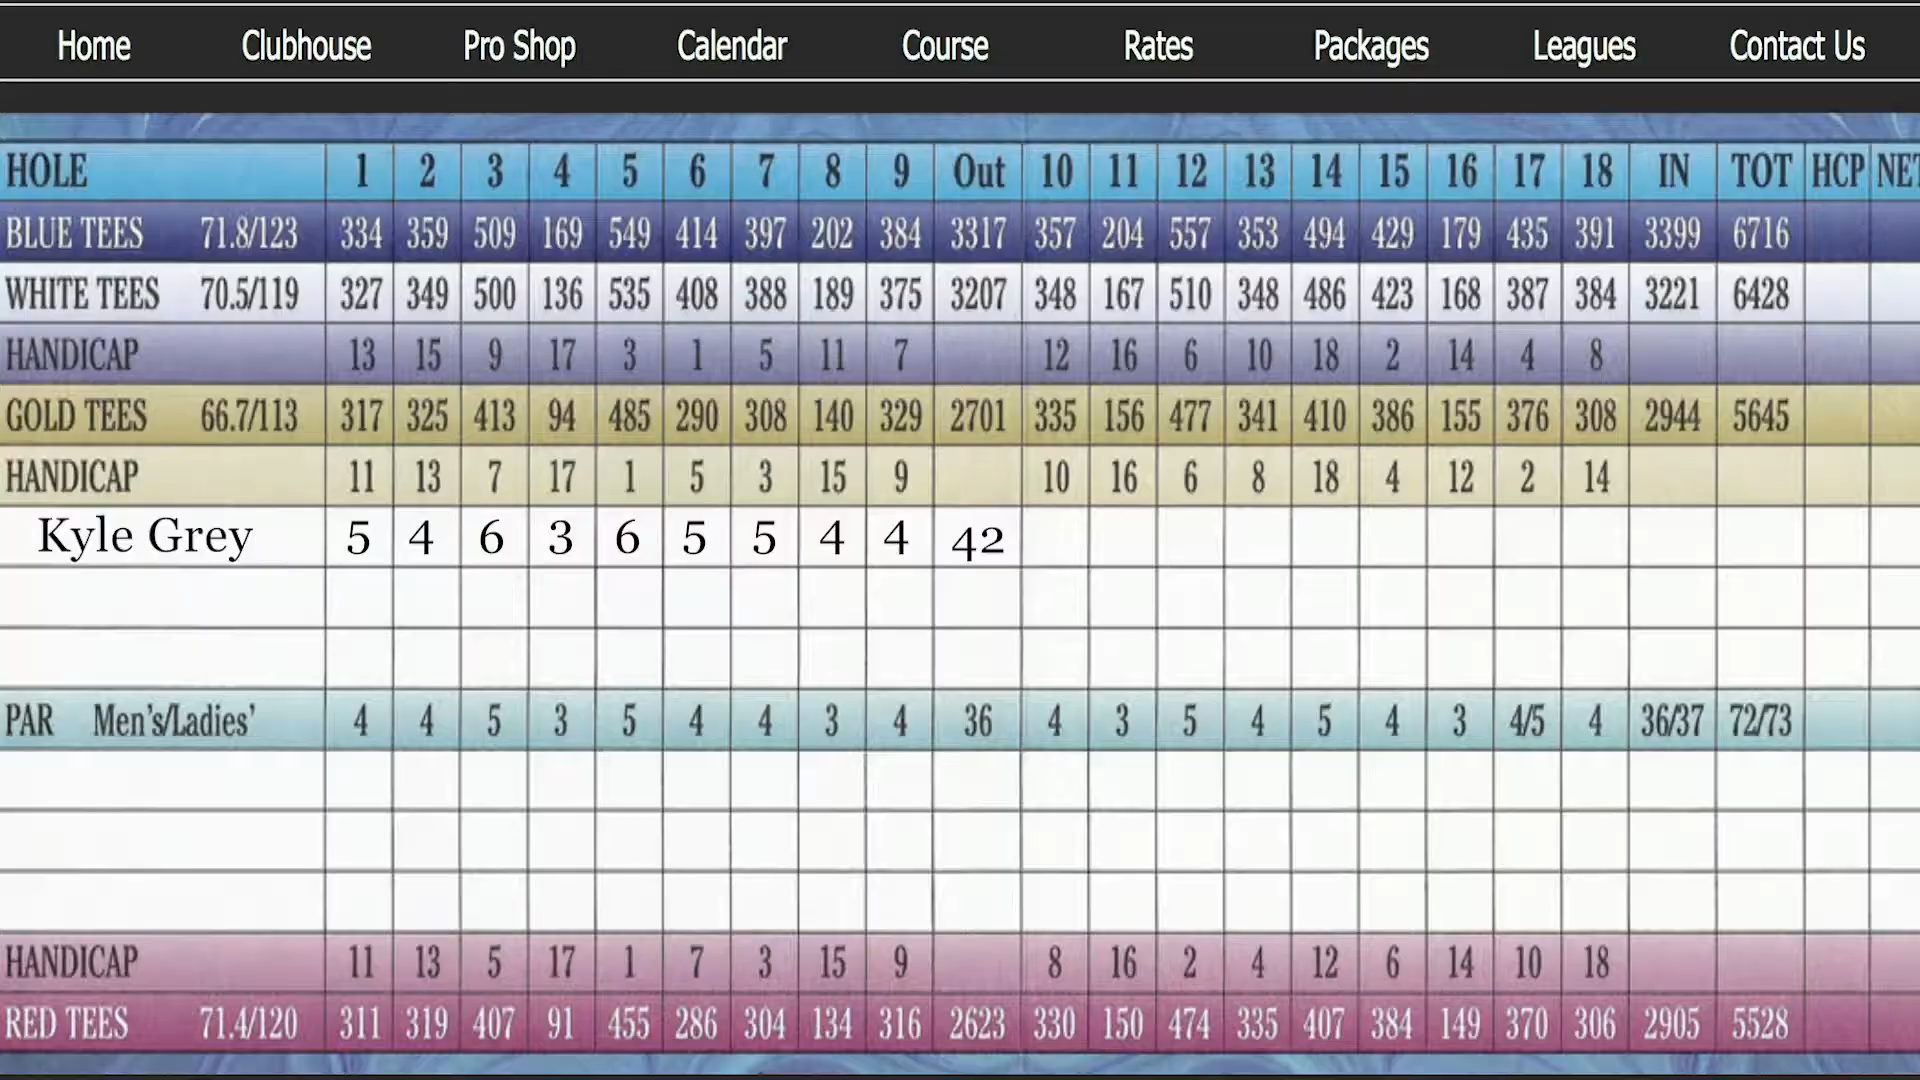 Home Clubhouse Pro Shop Calendar Course Rates Packages Leagues Contact Us
HOLE 1 2 3 4 5 6 7 8 9 Out 10 11 12 13 14 15 16 17 18 IN TOT HCP NET
BLUE TEES 71.8/123 334 359 509 169 549 414 397 202 384 3317 357 204 557 353 494 429 179 435 391 3399 6716
WHITE TEES 70.5/119 327 349 500 136 535 408 388 189 375 3207 348 167 510 348 486 423 168 387 384 3221 6428
HANDICAP 13 15 9 17 3 1 5 11 7 12 16 6 10 18 2 14 4 8
GOLD TEES 66.7/113 317 325 413 94 485 290 308 140 329 2701 335 156 477 341 410 386 155 376 308 2944 5645
HANDICAP 11 13 7 17 1 5 3 15 9 10 16 6 8 18 4 12 2 14
Kyle Grey 5 4 6 3 6 5 5 4 4 42
PAR Men's/Ladies' 4 4 5 3 5 4 4 3 4 36 4 3 5 4 5 4 3 4/5 4 36/37 72/73
HANDICAP 11 13 5 17 1 7 3 15 9 8 16 2 4 12 6 14 10 18
RED TEES 71.4/120 311 319 407 91 455 286 304 134 316 2623 330 150 474 335 407 384 149 370 306 2905 5528